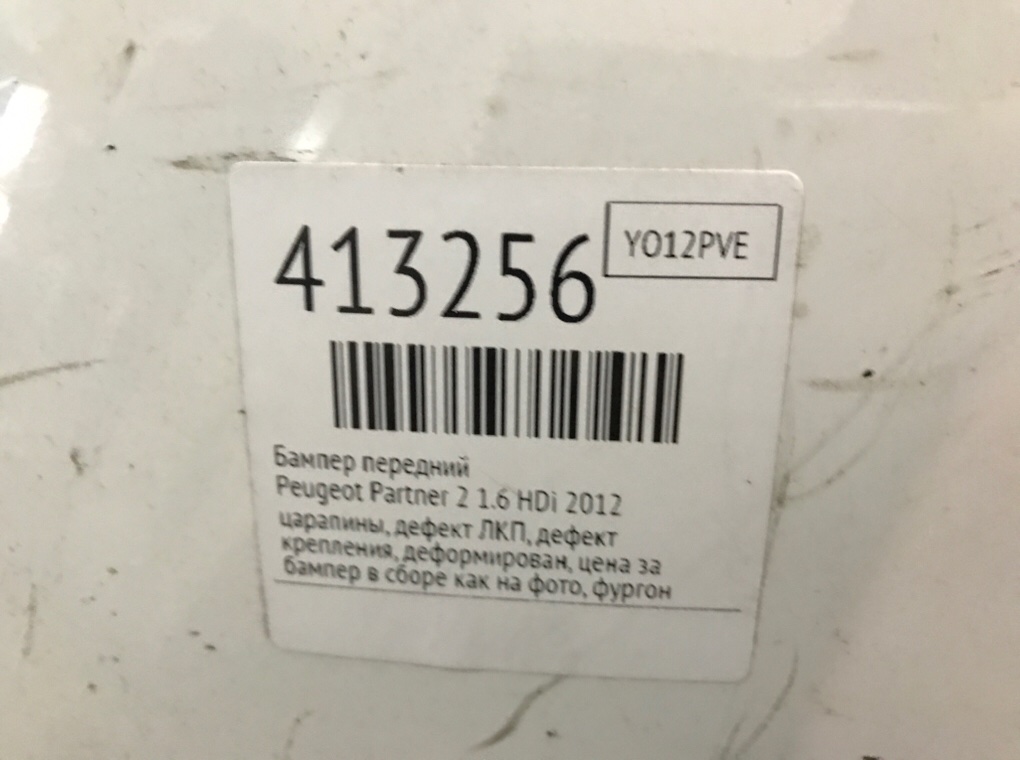 413256
YO12PVE
Бампер передний
Peugeot Partner 2 1.6 HDi 2012
царапины, дефект ЛКП, дефект
крепления, деформирован, цена за
бампер в сборе как на фото, фургон